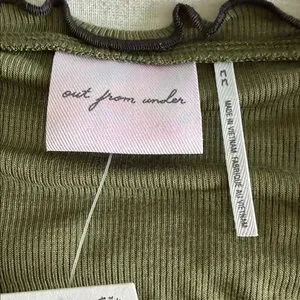 out from under
MADE IN VIETNAM FABRIQUÉ AU VIETNAM